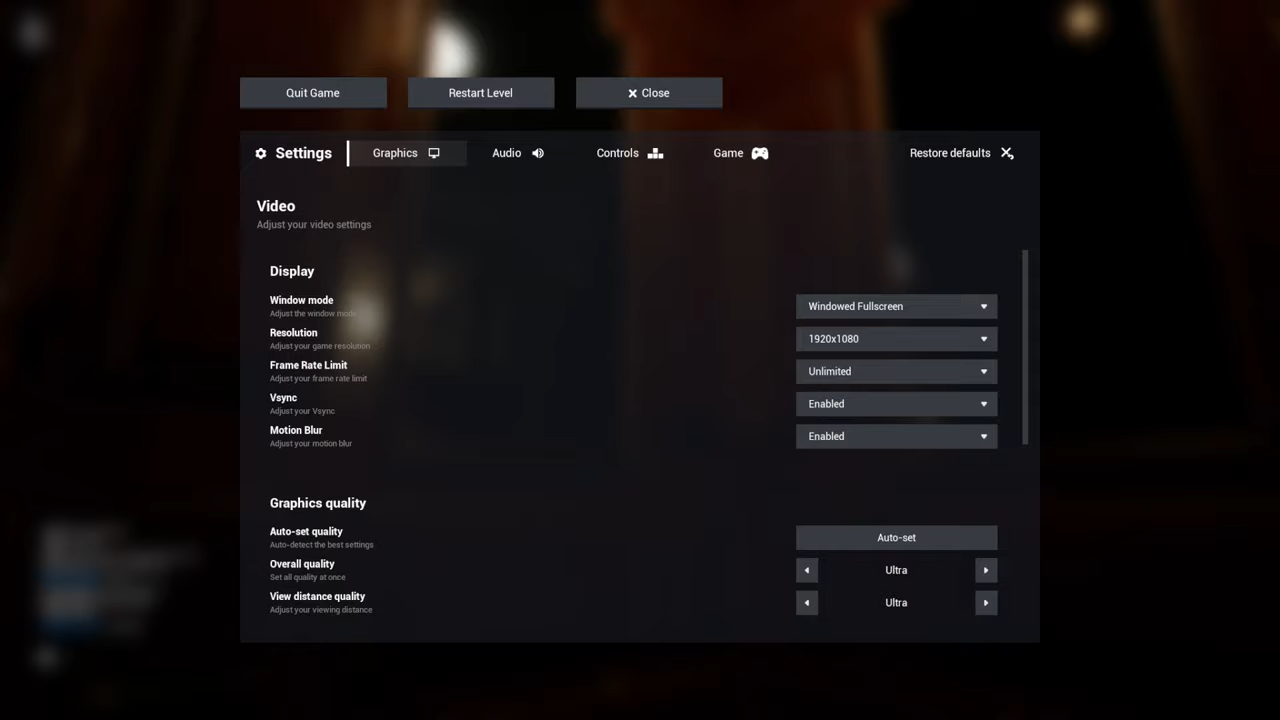 Quit Game
Restart Level
Close
Settings
Graphics
Audio
Controls
Game
Restore defaults
Video
Adjust your video settings
Display
Window mode
Adjust the window mode
Windowed Fullscreen
Resolution
Adjust your game resolution
1920x1080
Frame Rate Limit
Adjust your frame rate limit
Unlimited
Vsync
Adjust your Vsync
Enabled
Motion Blur
Adjust your motion blur
Enabled
Graphics quality
Auto-set quality
Auto-detect the best settings
Auto-set
Overall quality
Set all quality at once
Ultra
View distance quality
Adjust your viewing distance
Ultra